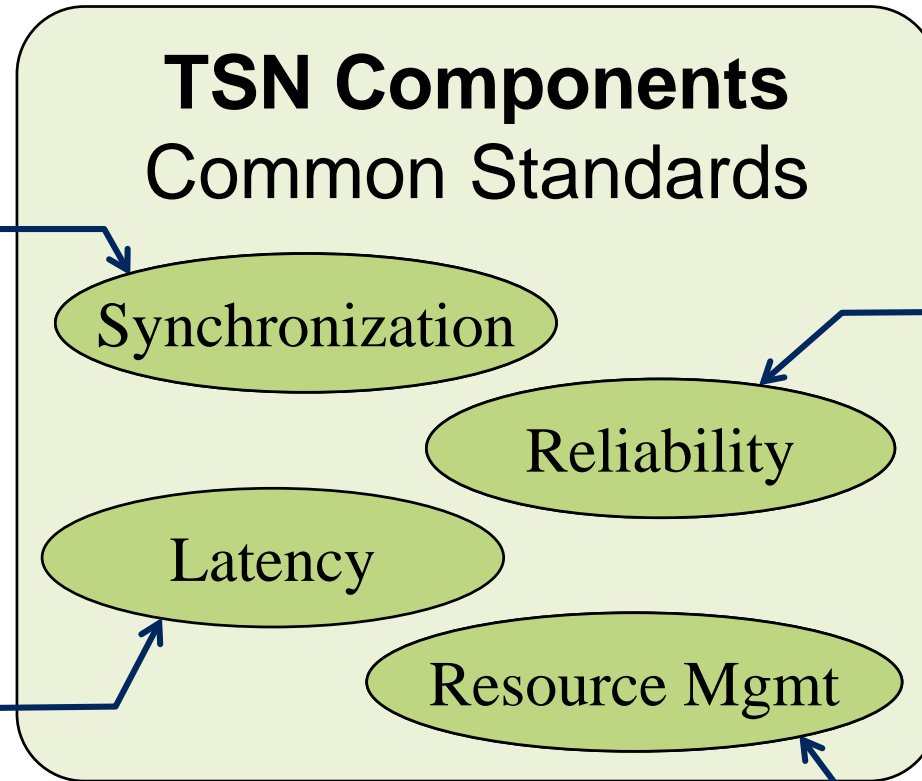 TSN Components
Common Standards
Synchronization
Reliability
Latency
Resource Mgmt